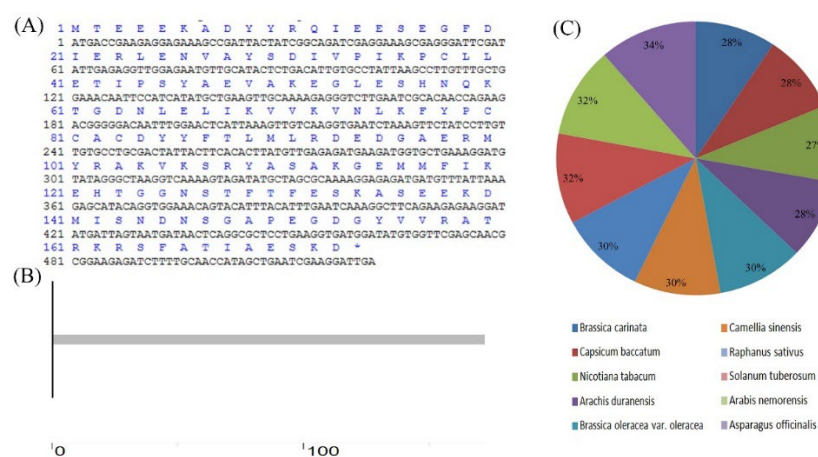 (A)
1 M T E E E K A D Y Y R Q I E E S E G F D
1 ATGACCGAAGAGGAGAAAGCCGATTACTATCGGCAGATCGAGGAAAGCGAGGGATTCGAT
21 I E R L E N V A Y S D I V P I K P C L L
61 ATTGAGAGGTTGGAGAATGTTGCATACTCTGACATTGTGCCTATTAAGCCTTGTTTGCTG
41 E T I P S Y A E V A K E G L E S H N Q K
121 GAAACAATTCCATCATATGCTGAAGTTGCAAAAGAGGGTCTTGAATCGCACAACCAGAAG
61 T G D N L E L I K V V K V N L K F Y P C
181 ACGGGGGACAATTTGGAACTCATTAAAGTTGTCAAGGTGAATCTAAAGTTCTATCCTTGT
81 C A C D Y Y F T L M L R D E D G A E R M
241 TGTGCCTGCGACTATTACTTCACACTTATGTTGAGAGATGAAGATGGTGCTGAAAGGATG
101 Y R A K V K S R Y A S A K G E M M F I K
301 TATAGGGCTAAGGTCAAAAGTAGATATGCTAGCGCAAAAGGAGAGATGATGTTTATTAAA
121 E H T G G N S T F T F E S K A S E E K D
361 GAGCATACAGGTGGAAACAGTACATTTACATTTGAATCAAAGGCTTCAGAAGAGAAGGAT
141 M I S N D N S G A P E G D G Y V V R A T
421 ATGATTAGTAATGATAACTCAGGCGCTCCTGAAGGTGATGGATATGTGGTTCGAGCAACG
161 R K R S F A T I A E S K D *
481 CGGAAGAGATCTTTTGCAACCATAGCTGAATCGAAGGATTGA
(B)
0 100
(C)
28%
28%
27%
28%
30%
30%
30%
32%
32%
34%
Brassica carinata
Camellia sinensis
Capsicum baccatum
Raphanus sativus
Nicotiana tabacum
Solanum tuberosum
Arachis duranensis
Arabis nemorensis
Brassica oleracea var. oleracea
Asparagus officinalis